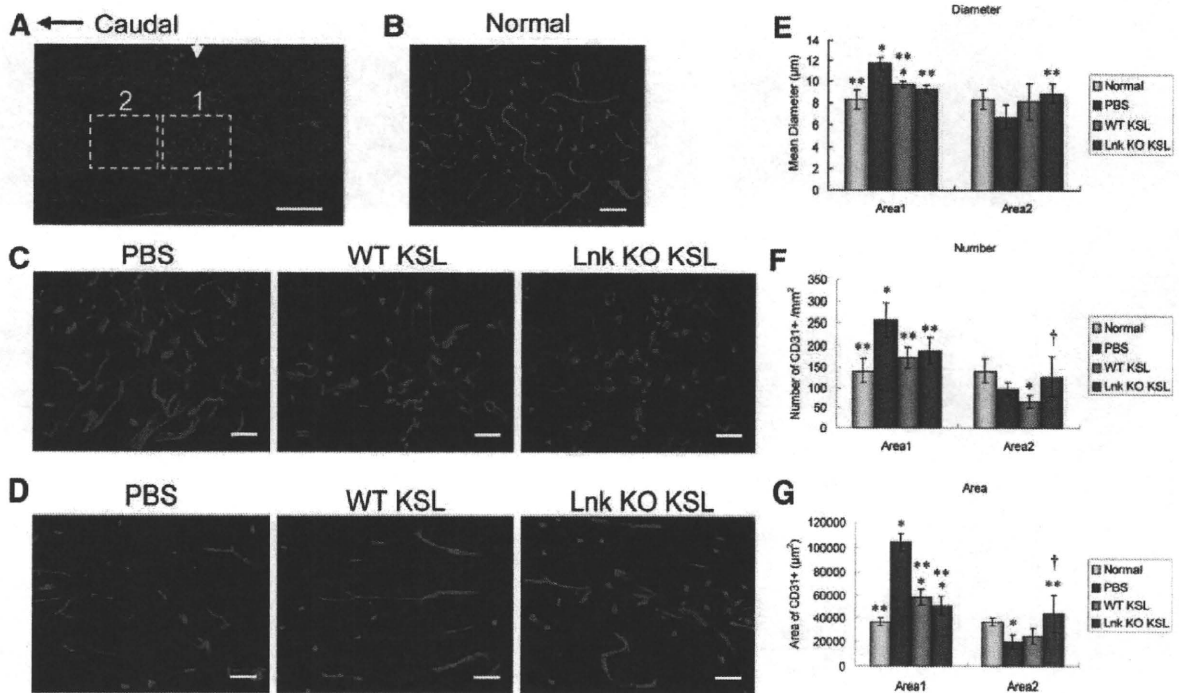 A
← Caudal
2
1
B
Normal
C
PBS
WT KSL
Lnk KO KSL
D
PBS
WT KSL
Lnk KO KSL
E
Diameter
Mean Diameter (µm)
14
12
10
8
6
4
2
0
**
*
**
*
**
**
Area1
Area2
Normal
PBS
WT KSL
Lnk KO KSL
F
Number
Number of CD31+ /mm²
350
300
250
200
150
100
50
0
**
*
**
**
*
†
Area1
Area2
Normal
PBS
WT KSL
Lnk KO KSL
G
Area
Area of CD31+ (µm²)
120000
100000
80000
60000
40000
20000
0
**
*
**
*
**
*
*
†
**
Area1
Area2
Normal
PBS
WT KSL
Lnk KO KSL